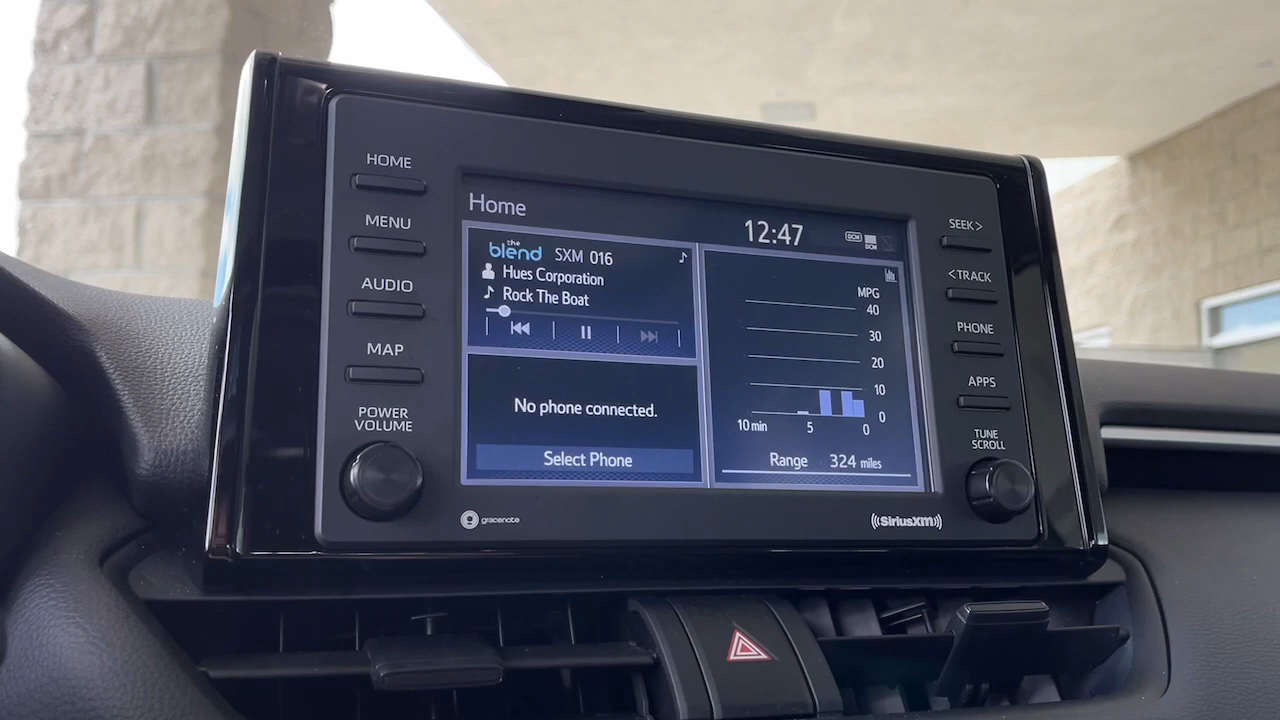 HOME
MENU
AUDIO
MAP
POWER
VOLUME
Home
12:47
DCM
DCM
the
blend SXM 016
Hues Corporation
Rock The Boat
No phone connected.
Select Phone
MPG
40
30
20
10
0
10 min 5 0
Range 324 miles
SEEK >
< TRACK
PHONE
APPS
TUNE
SCROLL
gracenote
((SiriusXM))